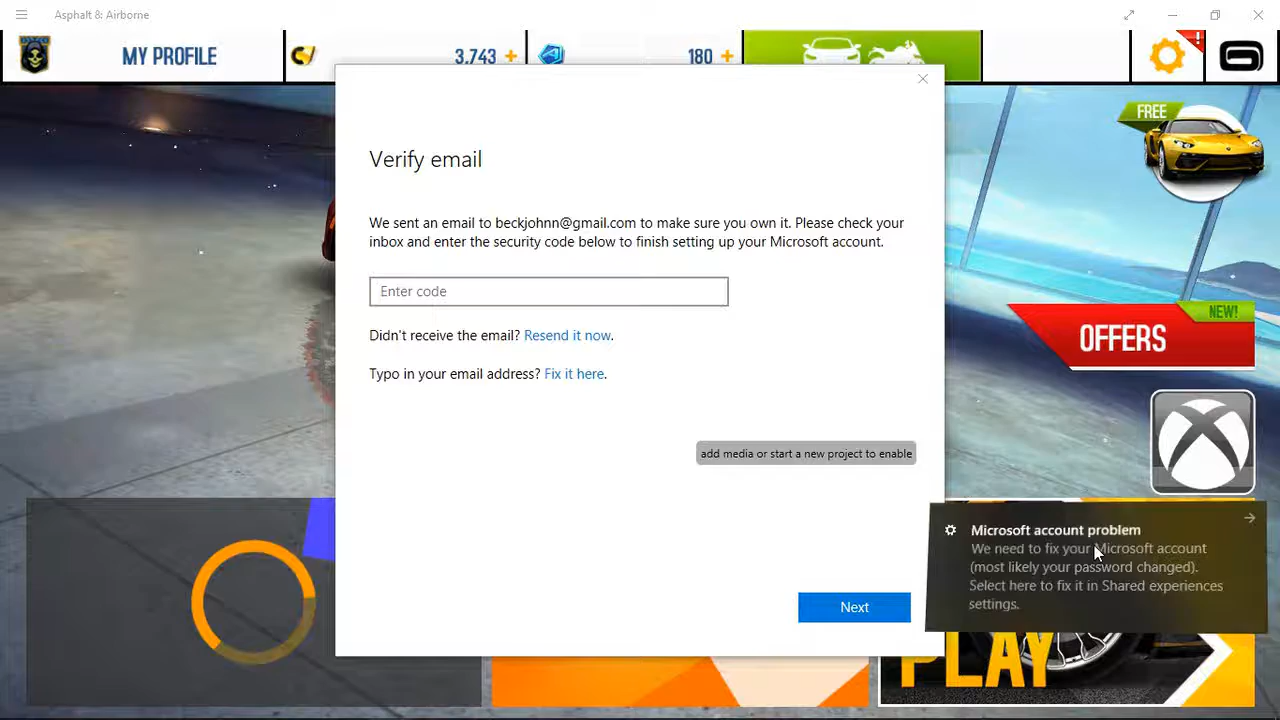 Asphalt 8: Airborne
MY PROFILE
3,743 +
180 +
Verify email
We sent an email to beckjohnn@gmail.com to make sure you own it. Please check your
inbox and enter the security code below to finish setting up your Microsoft account.
Enter code
Didn't receive the email? Resend it now.
Typo in your email address? Fix it here.
add media or start a new project to enable
Next
FREE
NEW!
OFFERS
Microsoft account problem
We need to fix your Microsoft account
(most likely your password changed).
Select here to fix it in Shared experiences
settings.
PLAY